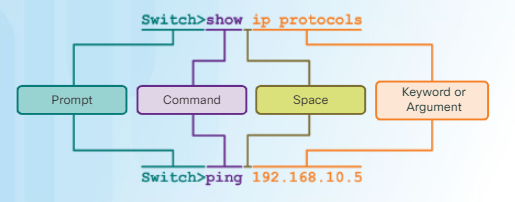 Switch>show ip protocols
Prompt
Command
Space
Keyword or
Argument
Switch>ping 192.168.10.5